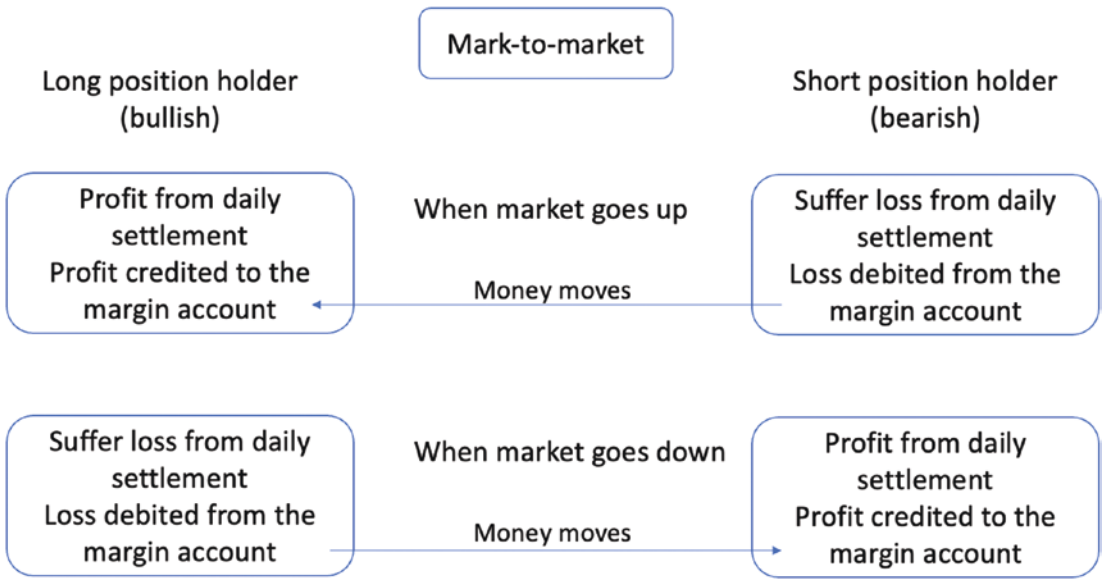 Mark-to-market
Long position holder
(bullish)
Short position holder
(bearish)
Profit from daily
settlement
Profit credited to the
margin account
When market goes up
Money moves
Suffer loss from daily
settlement
Loss debited from the
margin account
Suffer loss from daily
settlement
Loss debited from the
margin account
When market goes down
Money moves
Profit from daily
settlement
Profit credited to the
margin account